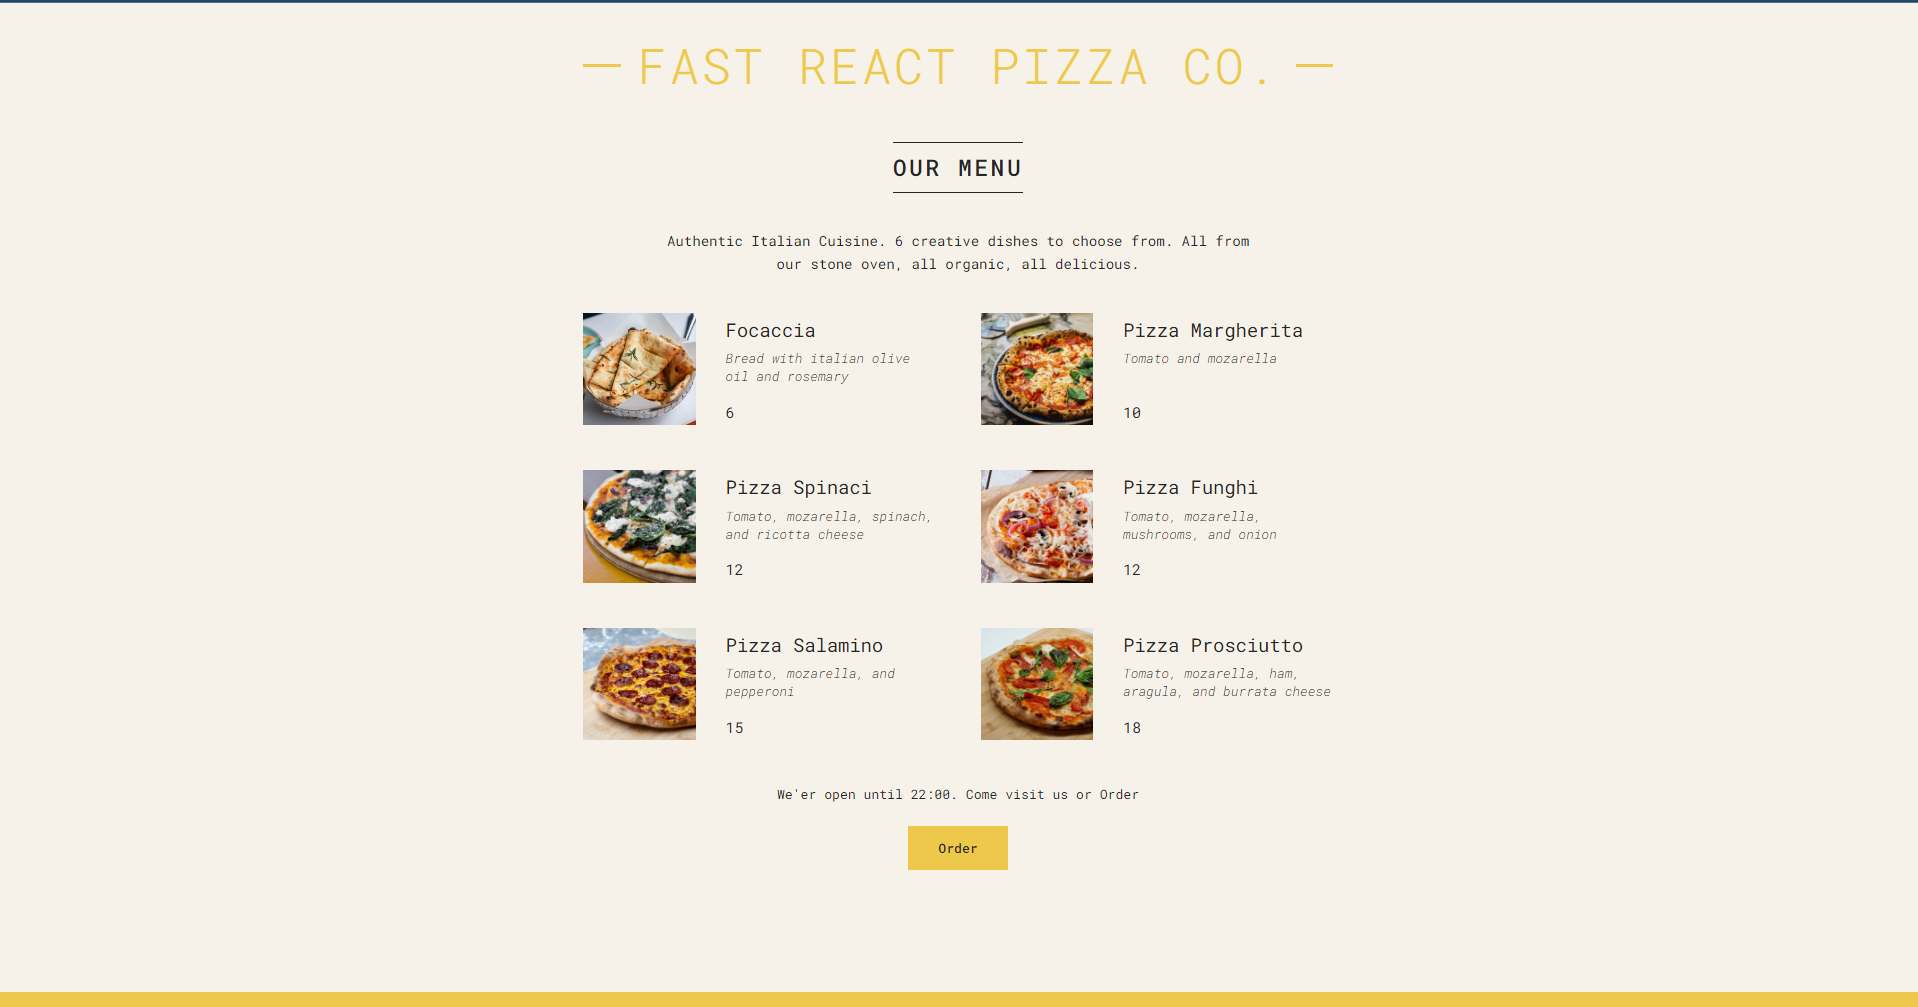 FAST REACT PIZZA CO.
OUR MENU
Authentic Italian Cuisine. 6 creative dishes to choose from. All from
our stone oven, all organic, all delicious.
Focaccia
Bread with italian olive
oil and rosemary
6
Pizza Margherita
Tomato and mozarella
10
Pizza Spinaci
Tomato, mozarella, spinach,
and ricotta cheese
12
Pizza Funghi
Tomato, mozarella,
mushrooms, and onion
12
Pizza Salamino
Tomato, mozarella, and
pepperoni
15
Pizza Prosciutto
Tomato, mozarella, ham,
aragula, and burrata cheese
18
We'er open until 22:00. Come visit us or Order
Order